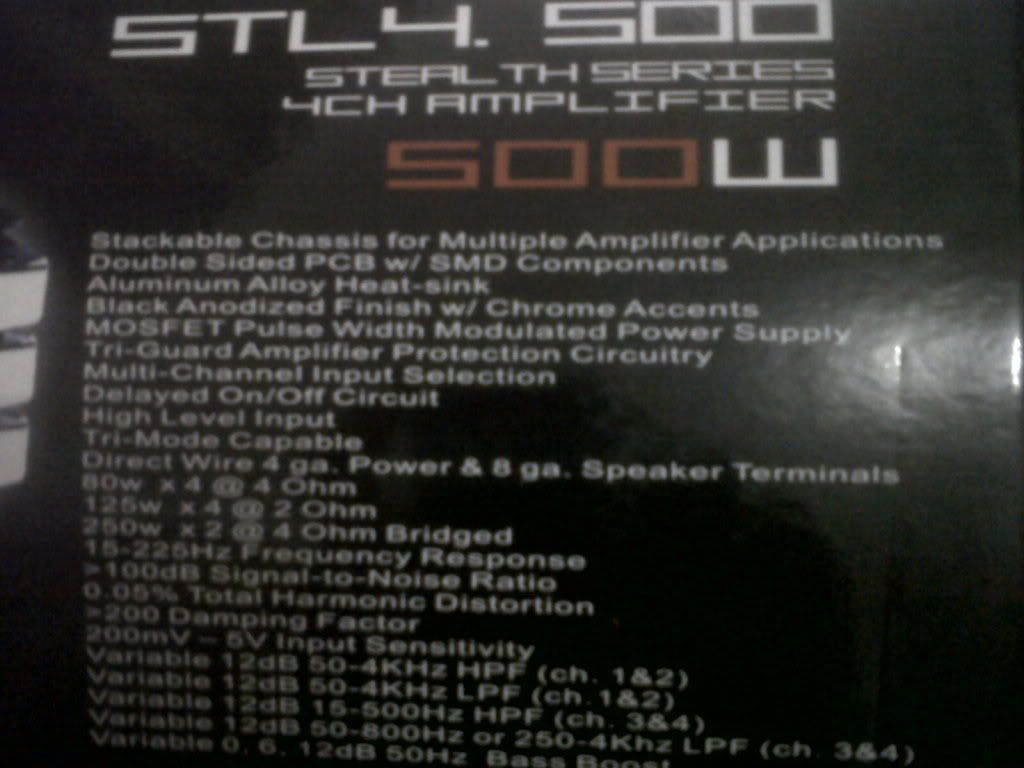 STL4. 500
STEALTH SERIES
4CH AMPLIFIER
500W
Stackable Chassis for Multiple Amplifier Applications
Double Sided PCB w/ SMD Components
Aluminum Alloy Heat-sink
Black Anodized Finish w/ Chrome Accents
MOSFET Pulse Width Modulated Power Supply
Tri-Guard Amplifier Protection Circuitry
Multi-Channel Input Selection
Delayed On/Off Circuit
High Level Input
Tri-Mode Capable
Direct Wire 4 ga. Power & 8 ga. Speaker Terminals
80w x 4 @ 4 Ohm
125w x 4 @ 2 Ohm
250w x 2 @ 4 Ohm Bridged
15-225Hz Frequency Response
>100dB Signal-to-Noise Ratio
0.05% Total Harmonic Distortion
>200 Damping Factor
200mV – 5V Input Sensitivity
Variable 12dB 50-4KHz HPF (ch. 1&2)
Variable 12dB 50-4KHz LPF (ch. 1&2)
Variable 12dB 15-500Hz HPF (ch. 3&4)
Variable 12dB 50-800Hz or 250-4Khz LPF (ch. 3&4)
Variable 0, 6, 12dB 50Hz Bass Boost